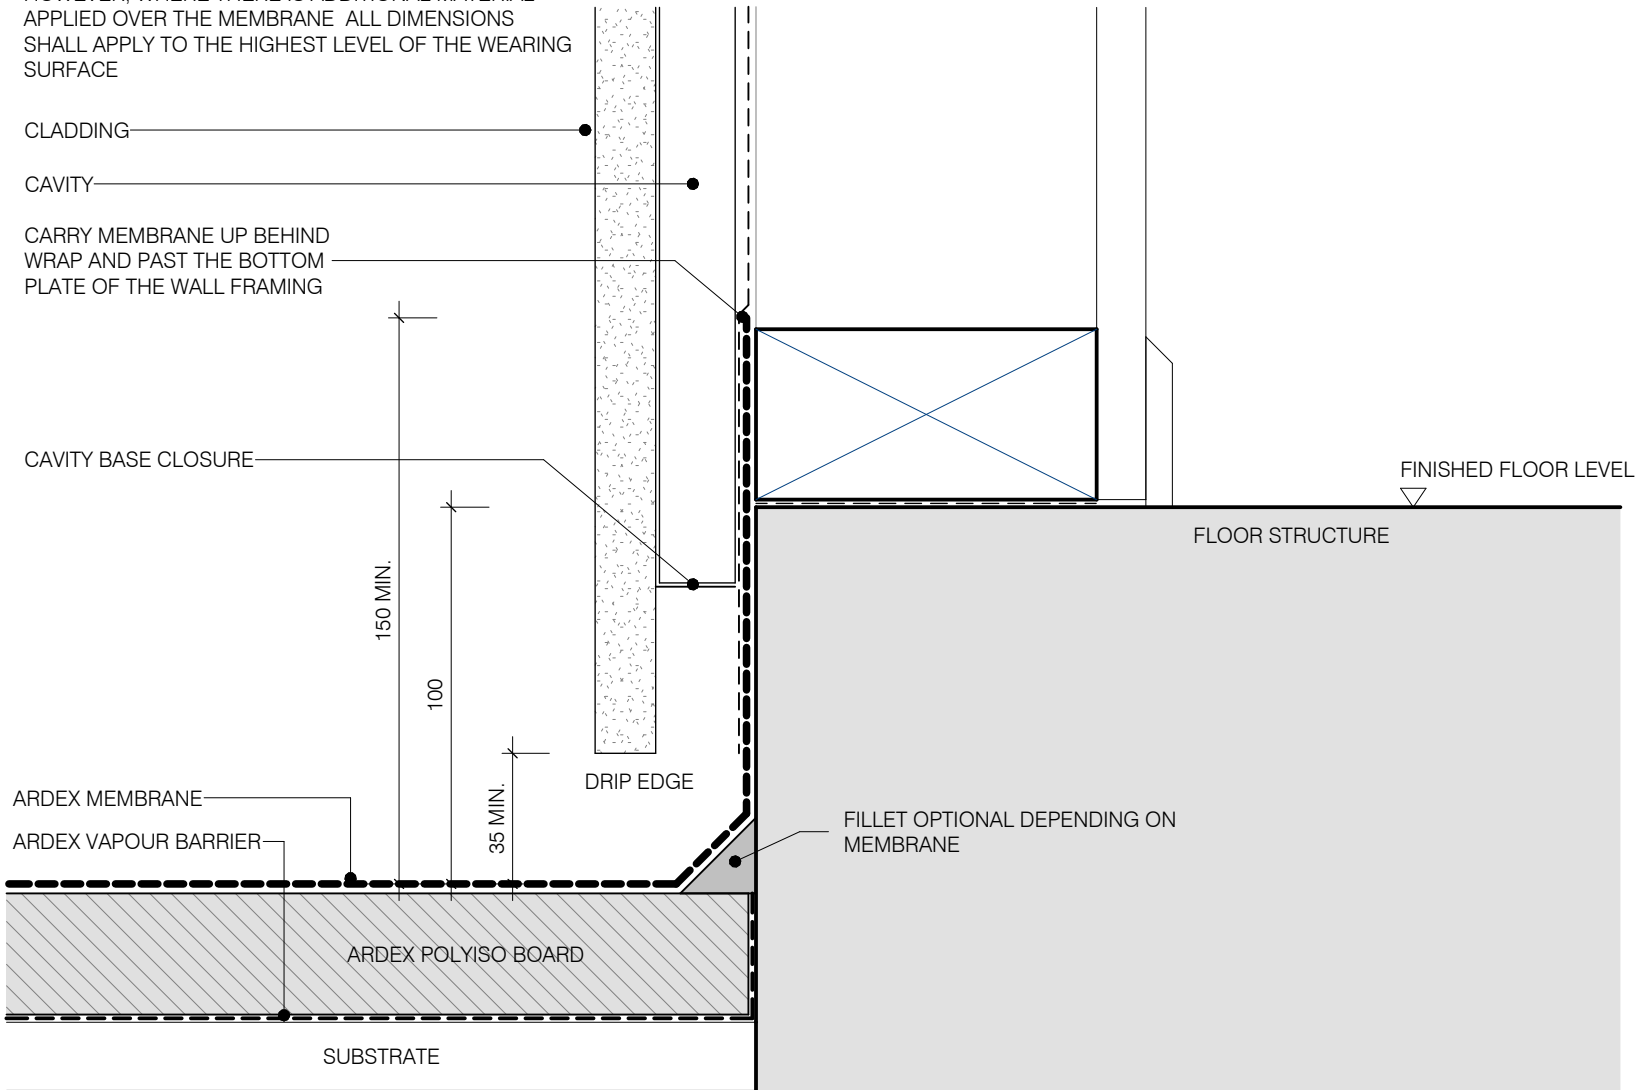 APPLIED OVER THE MEMBRANE ALL DIMENSIONS
SHALL APPLY TO THE HIGHEST LEVEL OF THE WEARING
SURFACE
CLADDING
CAVITY
CARRY MEMBRANE UP BEHIND
WRAP AND PAST THE BOTTOM
PLATE OF THE WALL FRAMING
CAVITY BASE CLOSURE
FINISHED FLOOR LEVEL
FLOOR STRUCTURE
150 MIN.
100
35 MIN.
DRIP EDGE
ARDEX MEMBRANE
ARDEX VAPOUR BARRIER
FILLET OPTIONAL DEPENDING ON
MEMBRANE
ARDEX POLYISO BOARD
SUBSTRATE